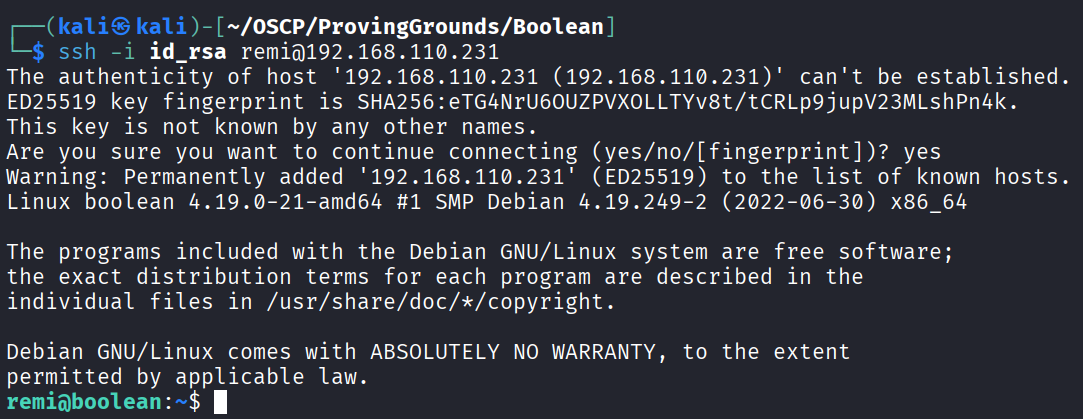 ┌──(kali㉿kali)-[~/OSCP/ProvingGrounds/Boolean]
└─$ ssh -i id_rsa remi@192.168.110.231
The authenticity of host '192.168.110.231 (192.168.110.231)' can't be established.
ED25519 key fingerprint is SHA256:eTG4NrU6OUZPVXOLLTYv8t/tCRLp9jupV23MLshPn4k.
This key is not known by any other names.
Are you sure you want to continue connecting (yes/no/[fingerprint])? yes
Warning: Permanently added '192.168.110.231' (ED25519) to the list of known hosts.
Linux boolean 4.19.0-21-amd64 #1 SMP Debian 4.19.249-2 (2022-06-30) x86_64
The programs included with the Debian GNU/Linux system are free software;
the exact distribution terms for each program are described in the
individual files in /usr/share/doc/*/copyright.
Debian GNU/Linux comes with ABSOLUTELY NO WARRANTY, to the extent
permitted by applicable law.
remi@boolean:~$